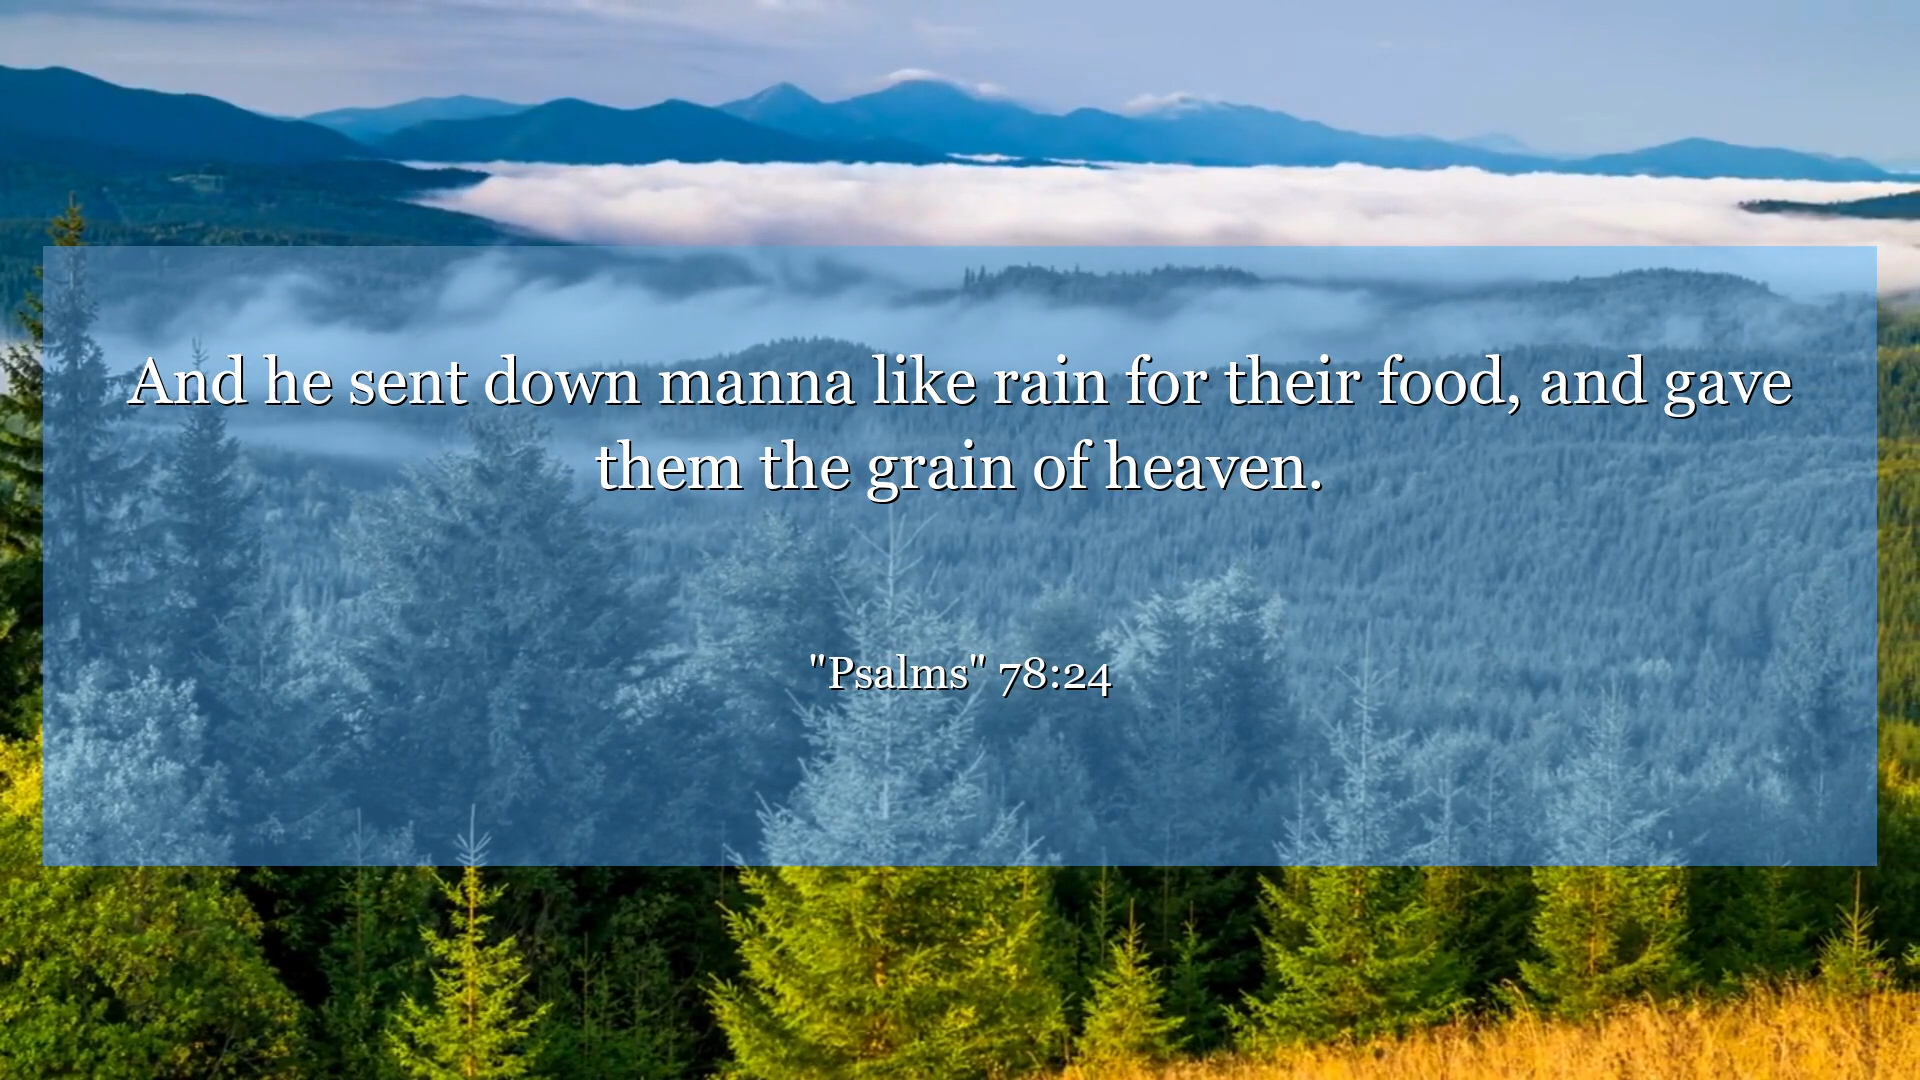 And he sent down manna like rain for their food, and gave
them the grain of heaven.
"Psalms" 78:24